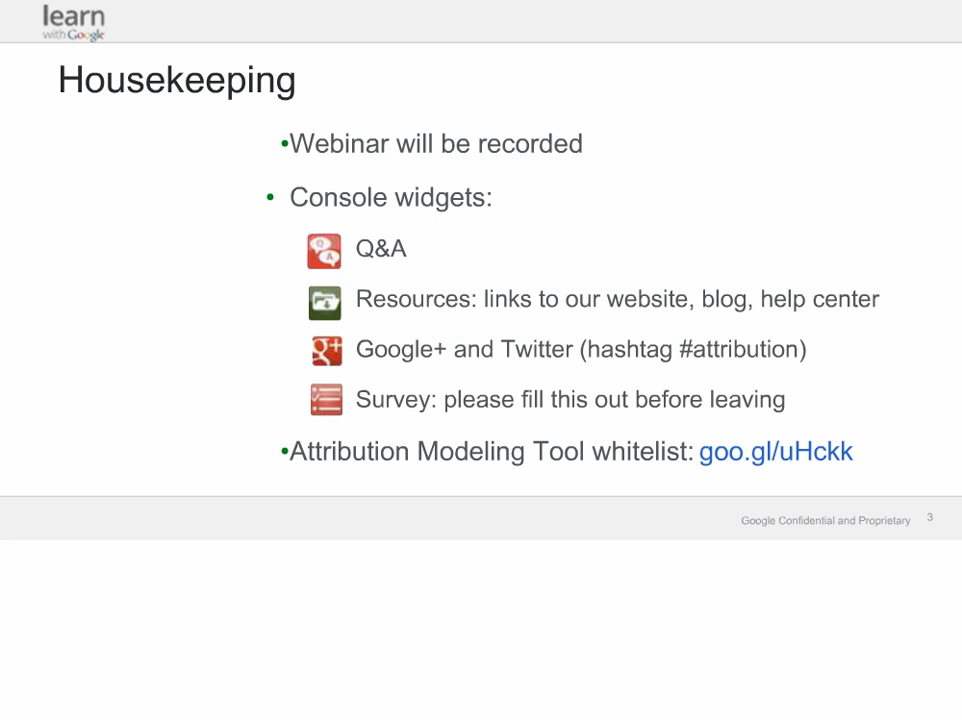 learn
with Google
Housekeeping
•Webinar will be recorded
• Console widgets:
Q A Q&A
Resources: links to our website, blog, help center
g+ Google+ and Twitter (hashtag #attribution)
Survey: please fill this out before leaving
•Attribution Modeling Tool whitelist: goo.gl/uHckk
Google Confidential and Proprietary 3